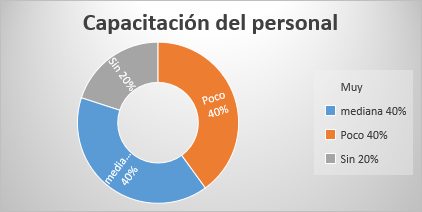 Capacitación del personal
Sin 20%
Poco
40%
media...
40%
Muy
mediana 40%
Poco 40%
Sin 20%